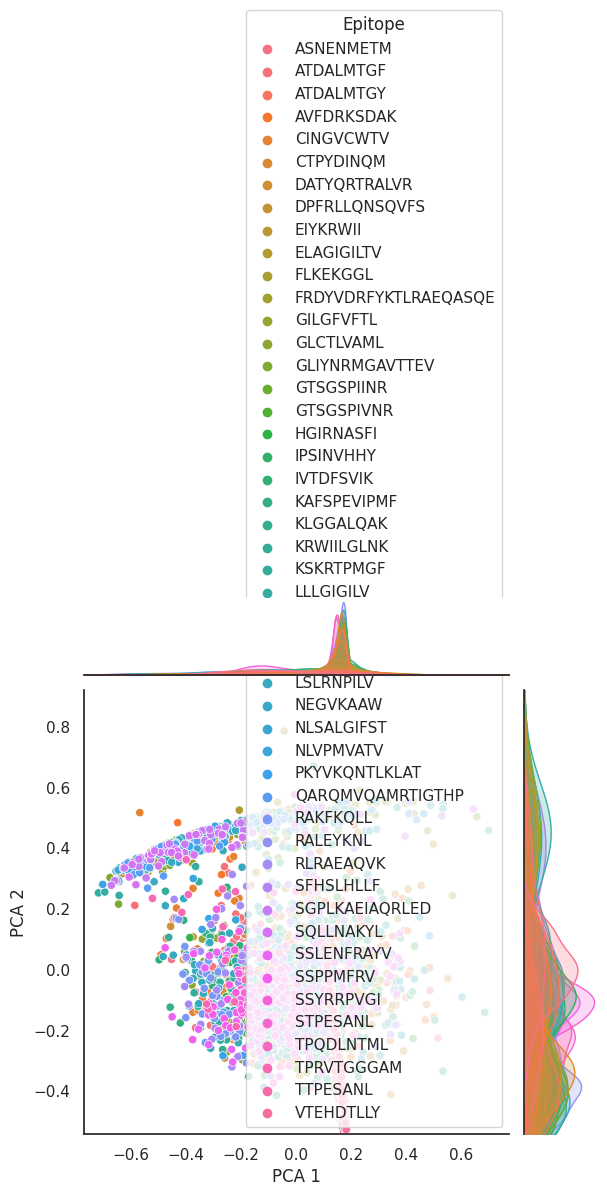 Epitope
ASNENMETM
ATDALMTGF
ATDALMTGY
AVFDRKSDAK
CINGVCWTV
CTPYDINQM
DATYQRTRALVR
DPFRLLQNSQVFS
EIYKRWII
ELAGIGILTV
FLKEKGGL
FRDYVDRFYKTLRAEQASQE
GILGFVFTL
GLCTLVAML
GLIYNRMGAVTTEV
GTSGSPIINR
GTSGSPIVNR
HGIRNASFI
IPSINVHHY
IVTDFSVIK
KAFSPEVIPMF
KLGGALQAK
KRWIILGLNK
KSKRTPMGF
LLLGIGILV
LSLRNPILV
NEGVKAAW
NLSALGIFST
NLVPMVATV
PKYVKQNTLKLAT
QARQMVQAMRTIGTHP
RAKFKQLL
RALEYKNL
RLRAEAQVK
SFHSLHLLF
SGPLKAEIAQRLED
SQLLNAKYL
SSLENFRAYV
SSPPMFRV
SSYRRPVGI
STPESANL
TPQDLNTML
TPRVTGGGAM
TTPESANL
VTEHDTLLY
0.8
0.6
0.4
0.2
0.0
−0.2
−0.4
PCA 2
−0.6
−0.4
−0.2
0.0
0.2
0.4
0.6
PCA 1